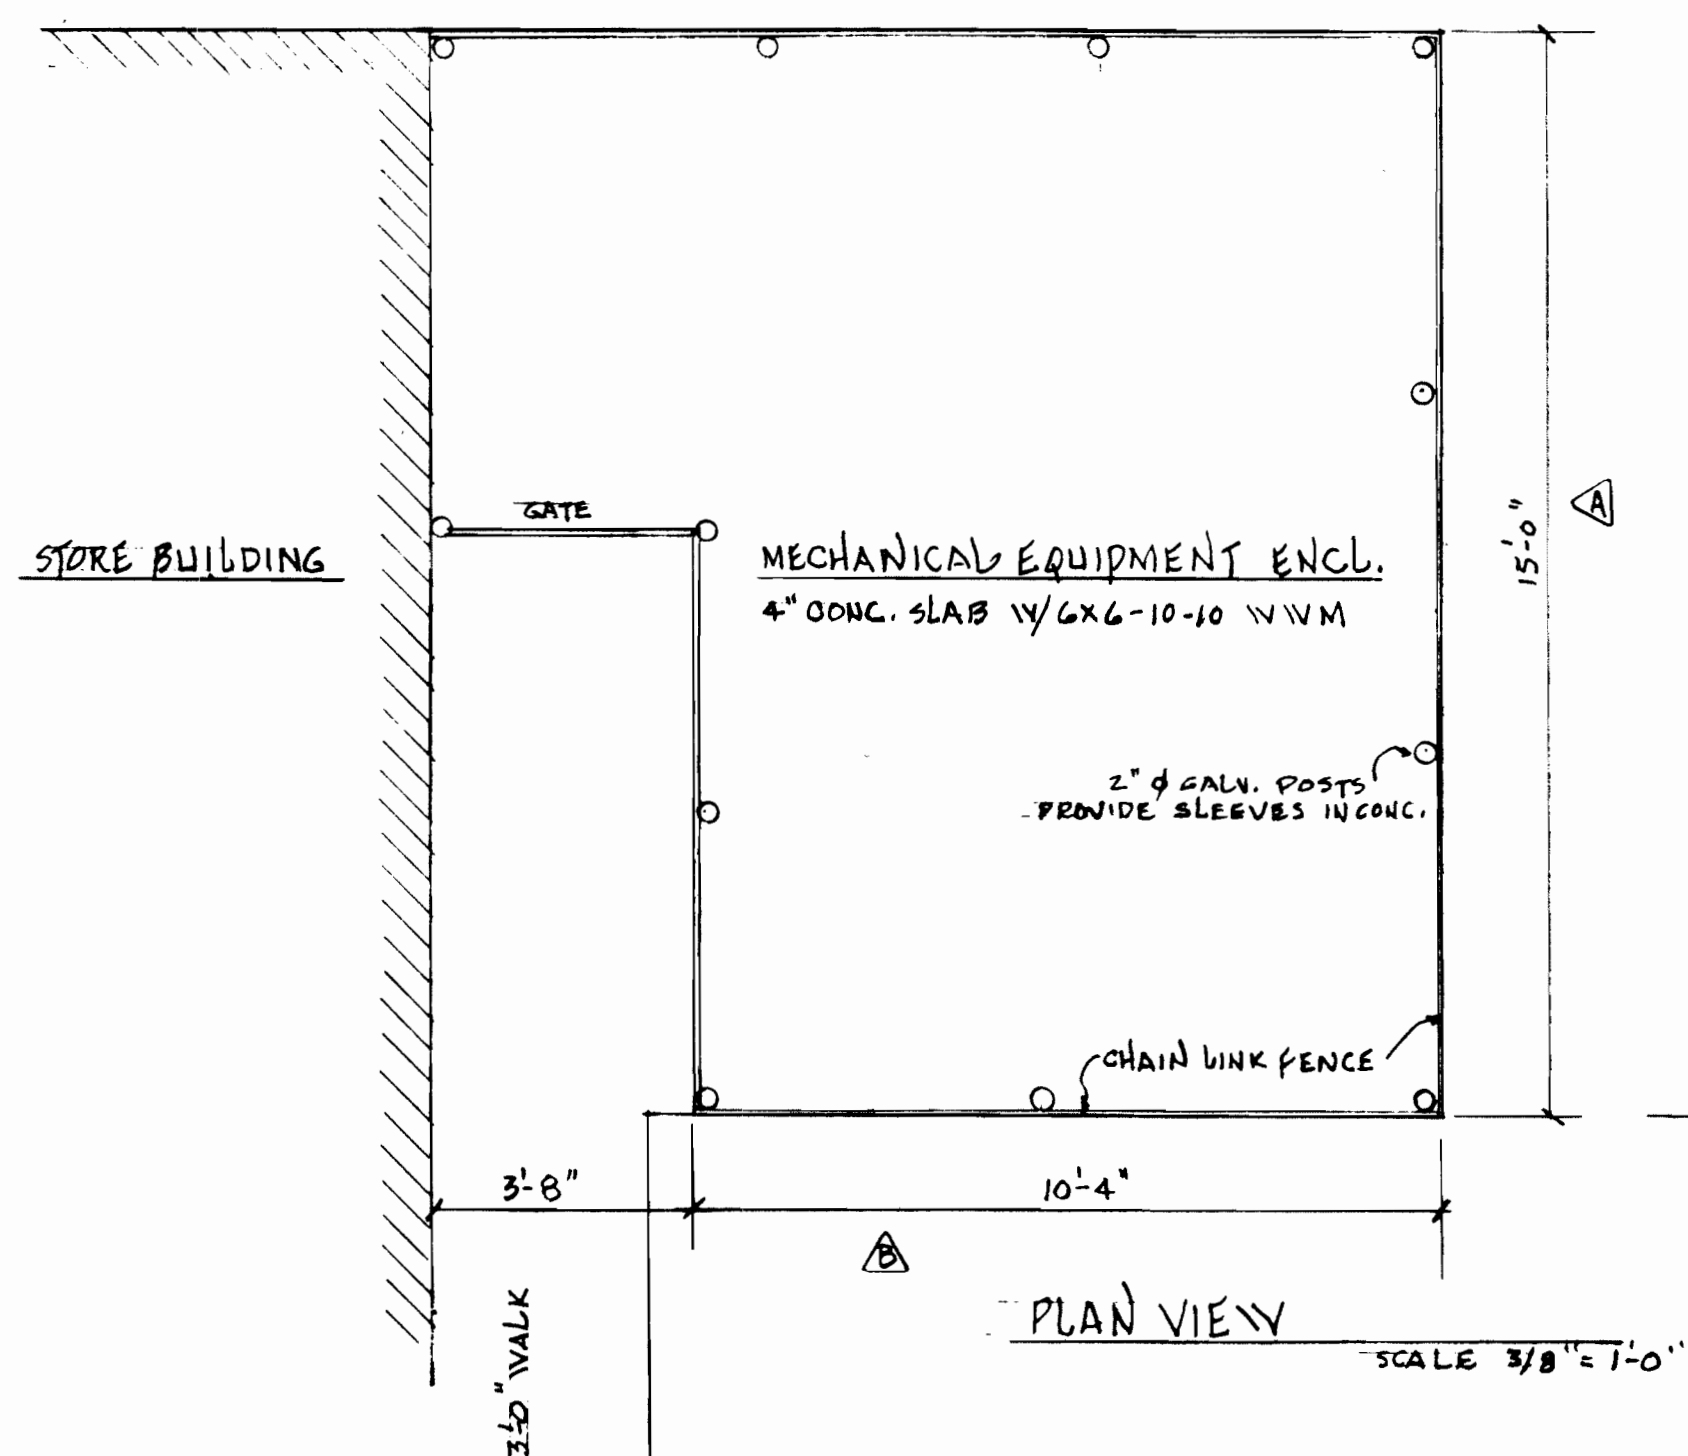 GATE
STORE BUILDING
MECHANICAL EQUIPMENT ENCL.
4" CONC. SLAB W/6X6-10-10 WWM
15'-0"
A
2" φ GALV. POSTS
PROVIDE SLEEVES IN CONC.
CHAIN LINK FENCE
3'-8"
10'-4"
B
3'-0" WALK
PLAN VIEW
SCALE 3/8" = 1'-0"